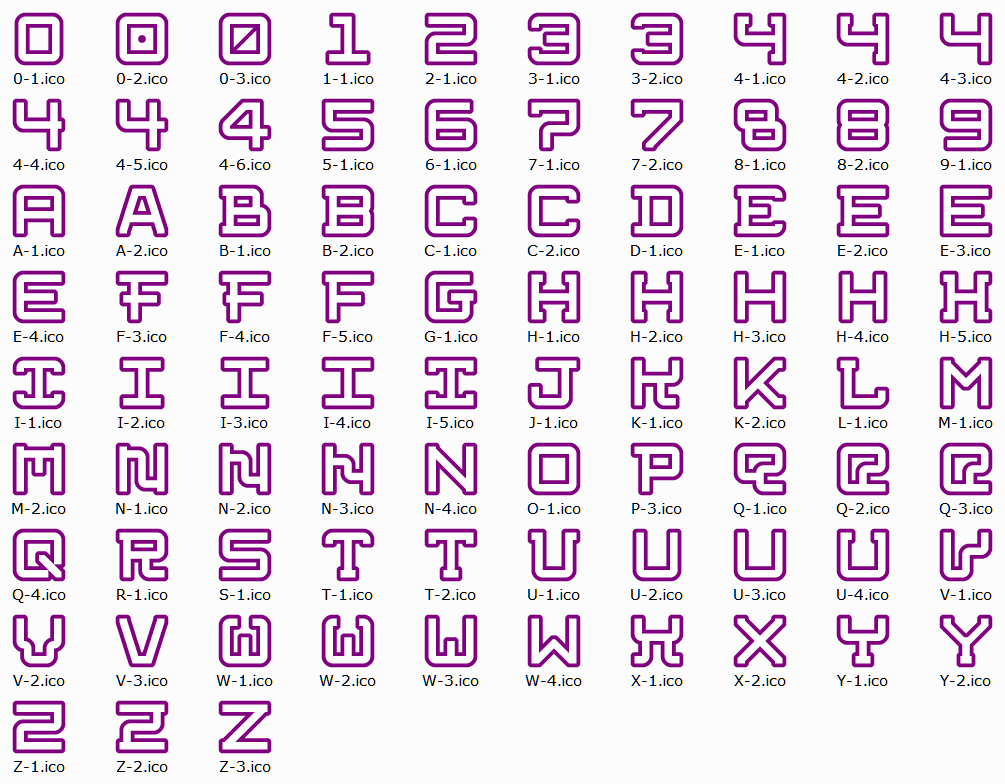 0 0 0 1 2 3 3 4 4 4
0-1.ico 0-2.ico 0-3.ico 1-1.ico 2-1.ico 3-1.ico 3-2.ico 4-1.ico 4-2.ico 4-3.ico
4 4 4 5 6 7 7 8 8 9
4-4.ico 4-5.ico 4-6.ico 5-1.ico 6-1.ico 7-1.ico 7-2.ico 8-1.ico 8-2.ico 9-1.ico
A A B B C C D E E E
A-1.ico A-2.ico B-1.ico B-2.ico C-1.ico C-2.ico D-1.ico E-1.ico E-2.ico E-3.ico
E F F F G H H H H H
E-4.ico F-3.ico F-4.ico F-5.ico G-1.ico H-1.ico H-2.ico H-3.ico H-4.ico H-5.ico
I I I I I J K K L M
I-1.ico I-2.ico I-3.ico I-4.ico I-5.ico J-1.ico K-1.ico K-2.ico L-1.ico M-1.ico
M N N N N O P Q Q Q
M-2.ico N-1.ico N-2.ico N-3.ico N-4.ico O-1.ico P-3.ico Q-1.ico Q-2.ico Q-3.ico
Q R S T T U U U U V
Q-4.ico R-1.ico S-1.ico T-1.ico T-2.ico U-1.ico U-2.ico U-3.ico U-4.ico V-1.ico
V V W W W W X X Y Y
V-2.ico V-3.ico W-1.ico W-2.ico W-3.ico W-4.ico X-1.ico X-2.ico Y-1.ico Y-2.ico
Z Z Z
Z-1.ico Z-2.ico Z-3.ico